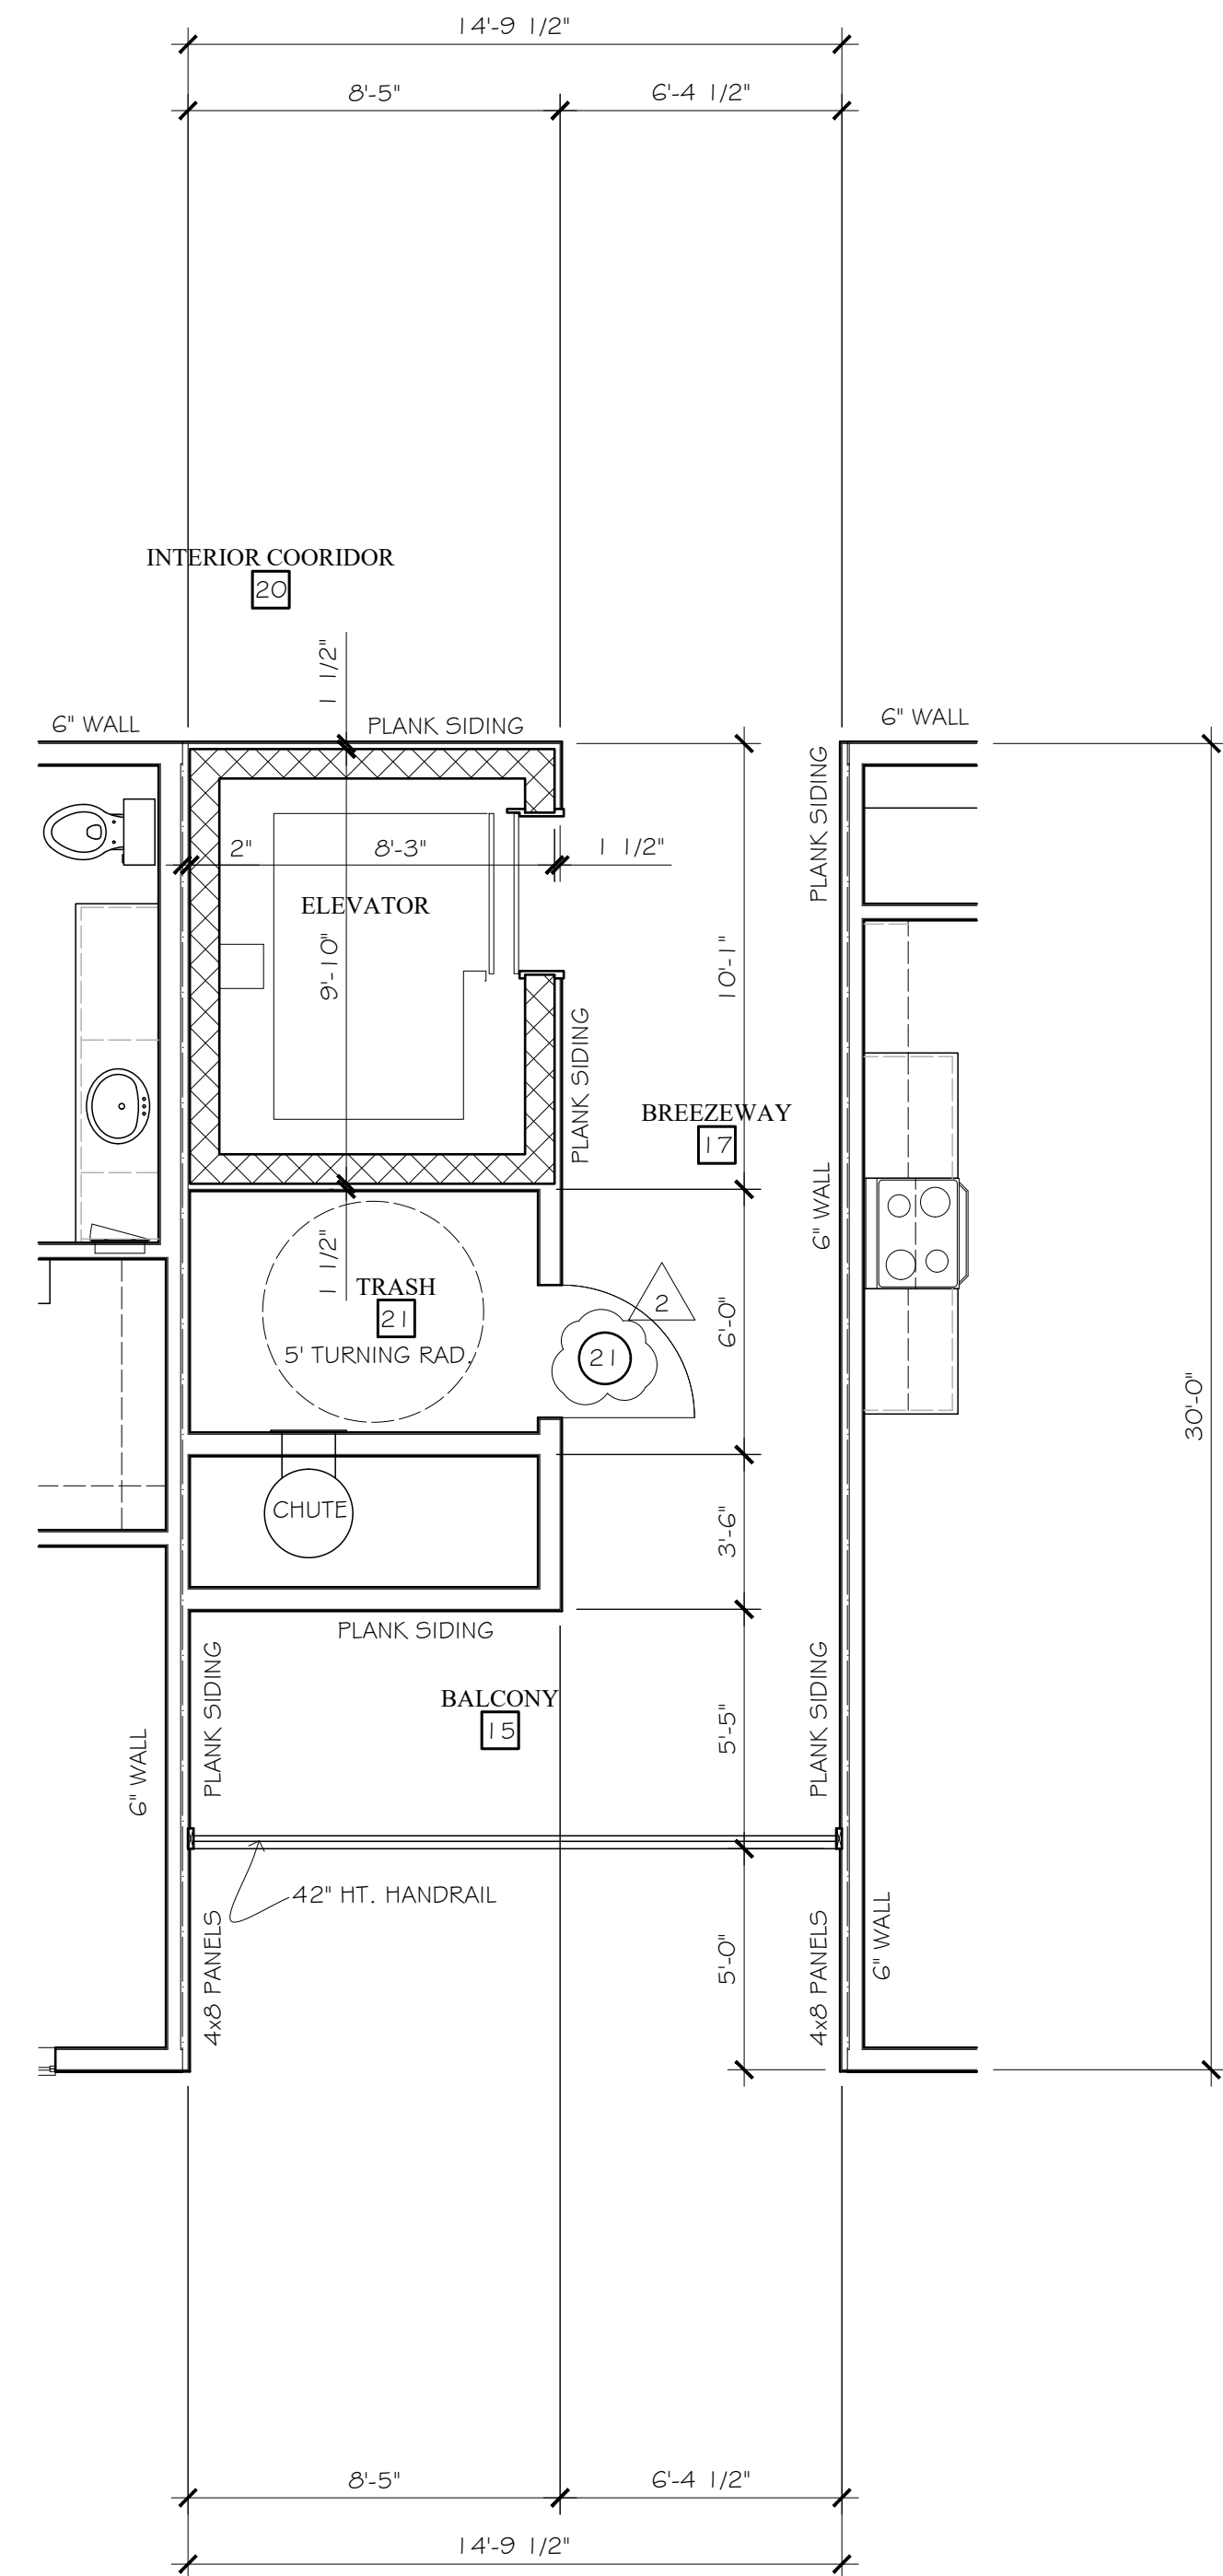 14'-9 1/2"
8'-5"
6'-4 1/2"
INTERIOR COORIDOR
20
1 1/2"
6" WALL
PLANK SIDING
6" WALL
PLANK SIDING
2"
8'-3"
1 1/2"
ELEVATOR
9'-10"
10'-1"
PLANK SIDING
BREEZEWAY
17
6" WALL
1 1/2"
TRASH
21
5' TURNING RAD.
2
21
6'-0"
30'-0"
CHUTE
3'-6"
PLANK SIDING
PLANK SIDING
BALCONY
15
5'-5"
PLANK SIDING
6" WALL
42" HT. HANDRAIL
4x8 PANELS
5'-0"
4x8 PANELS
6" WALL
8'-5"
6'-4 1/2"
14'-9 1/2"